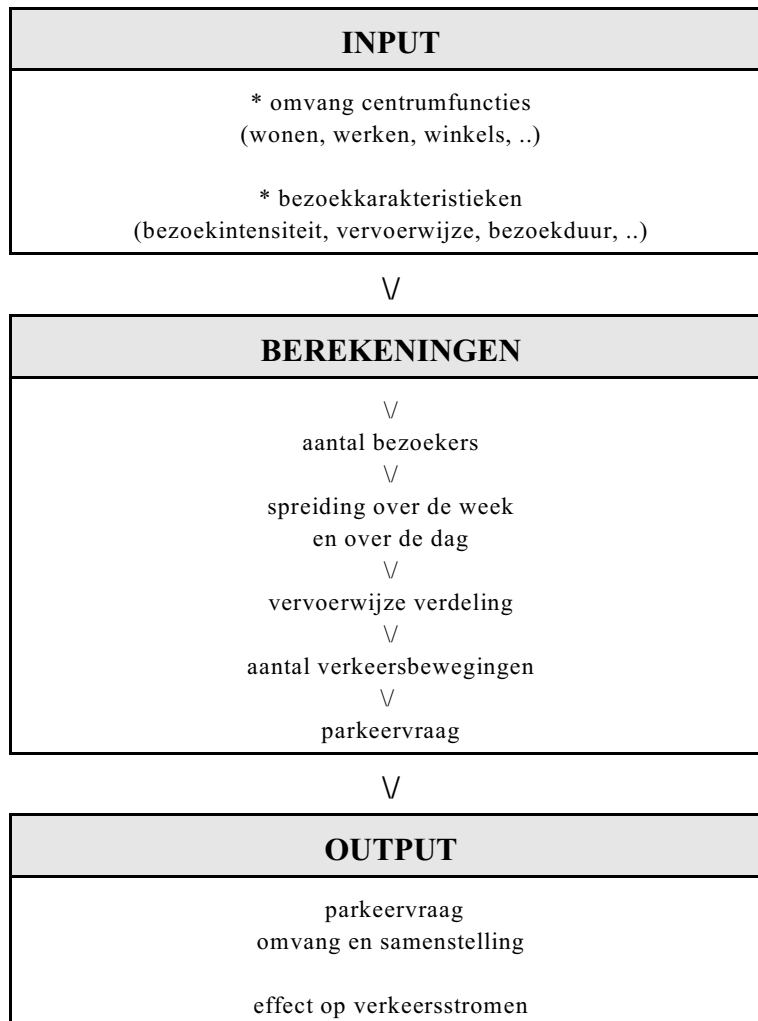 INPUT
* omvang centrumfuncties
(wonen, werken, winkels, ..)
* bezoekkarakteristieken
(bezoekintensiteit, vervoerwijze, bezoekduur, ..)
\/
BEREKENINGEN
\/
aantal bezoekers
\/
spreiding over de week
en over de dag
\/
vervoerwijze verdeling
\/
aantal verkeersbewegingen
\/
parkeervraag
\/
OUTPUT
parkeervraag
omvang en samenstelling
effect op verkeersstromen